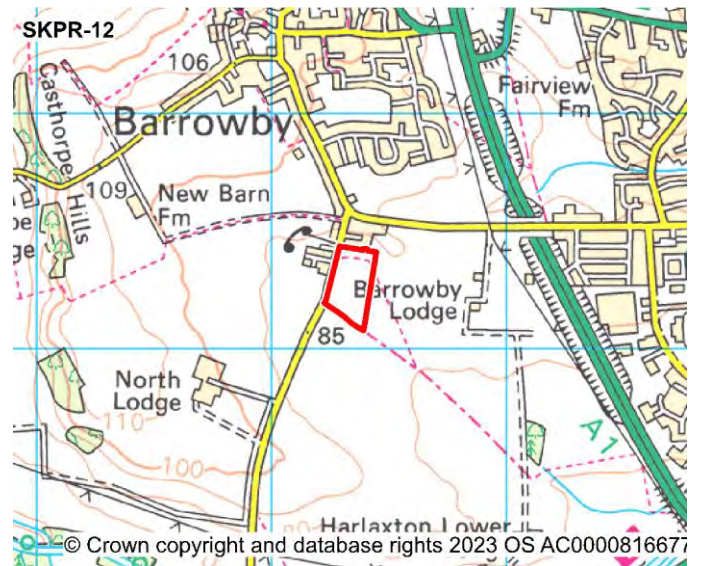 SKPR-12
106
Casthorpe
Hills
Barrowby
Fairview
Fm
109
New Barn
Fm
Barrowby
Lodge
85
North
Lodge
110
100
A1
Harlaxton Lower
© Crown copyright and database rights 2023 OS AC0000816677